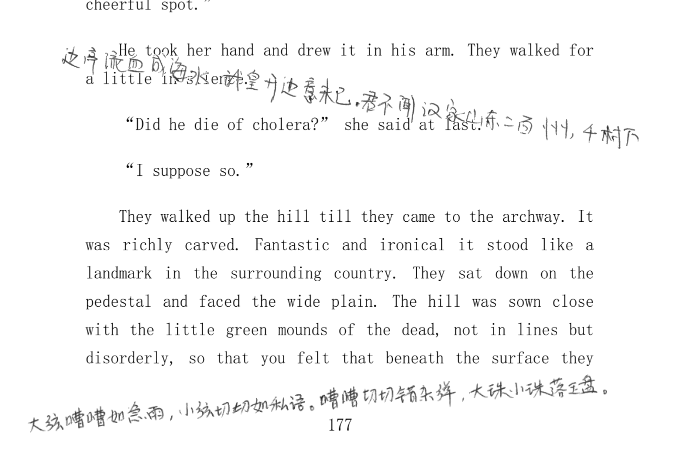 cheerful spot.”
He took her hand and drew it in his arm. They walked for
边庭流血成海水 武皇开边意未已。君不闻汉家山东二百州，千村万
a little in silence.
“Did he die of cholera?” she said at last.
“I suppose so.”
They walked up the hill till they came to the archway. It
was richly carved. Fantastic and ironical it stood like a
landmark in the surrounding country. They sat down on the
pedestal and faced the wide plain. The hill was sown close
with the little green mounds of the dead, not in lines but
disorderly, so that you felt that beneath the surface they
大弦嘈嘈如急雨，小弦切切如私语。嘈嘈切切错杂弹，大珠小珠落玉盘。
177